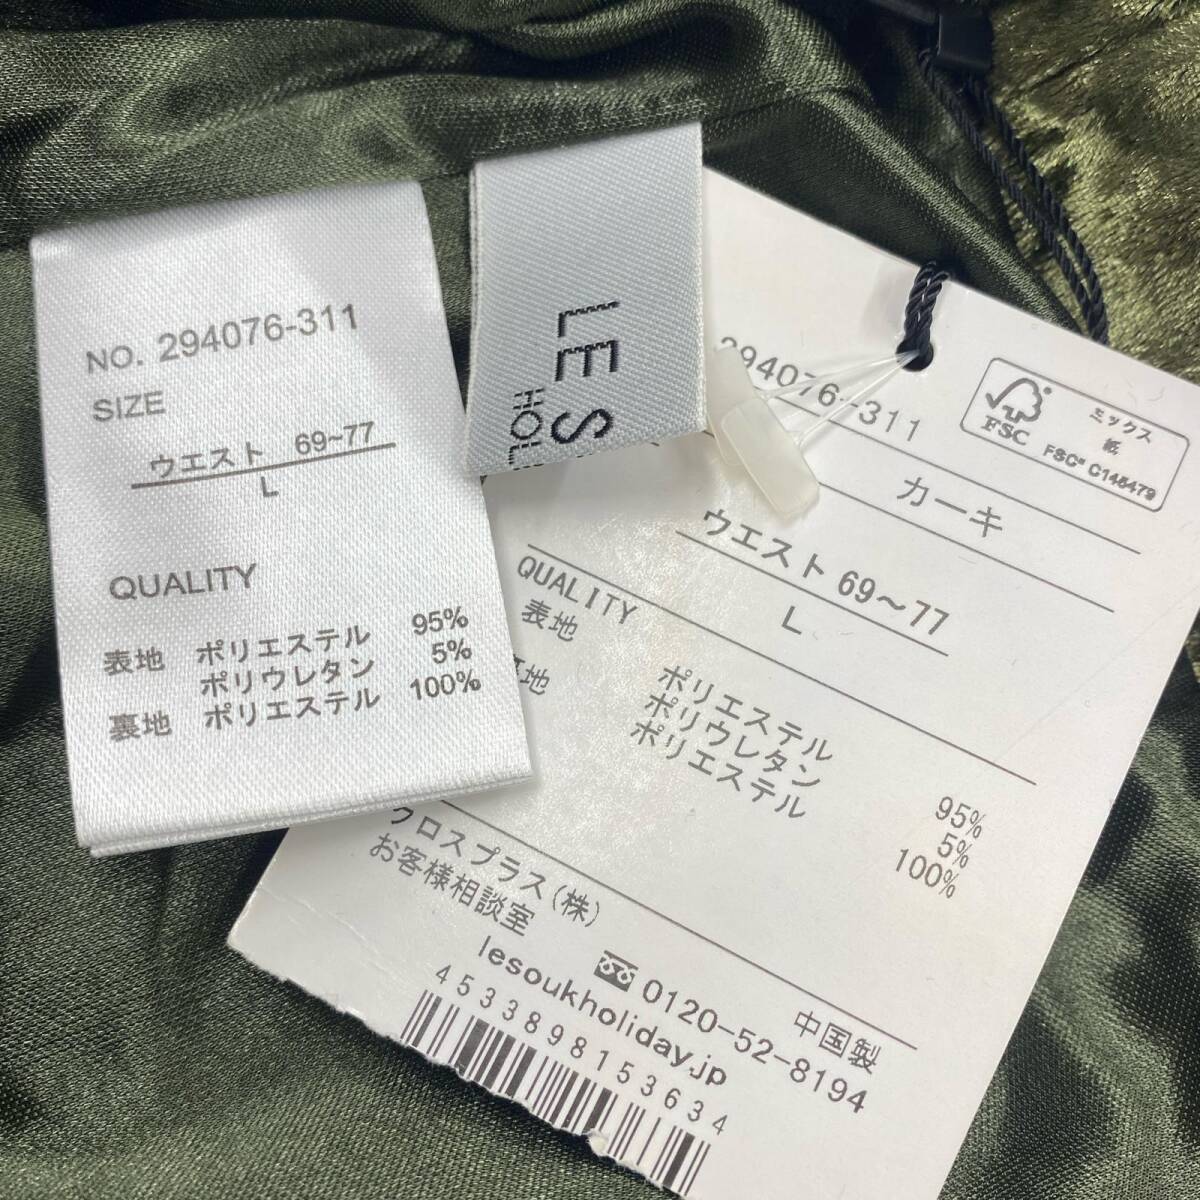 NO. 294076-311
SIZE
ウエスト 69~77
L
QUALITY
表地 ポリエステル 95%
ポリウレタン 5%
裏地 ポリエステル 100%
LE S
HOL
294076-311
ミックス
紙
FSC
FSC® C145479
カーキ
ウエスト 69～77
L
QUALITY
表地 ポリエステル 95%
ポリウレタン 5%
裏地 ポリエステル 100%
クロスプラス(株)
お客様相談室
中国製
0120-52-8194
lesoukholiday.jp
4533898153634